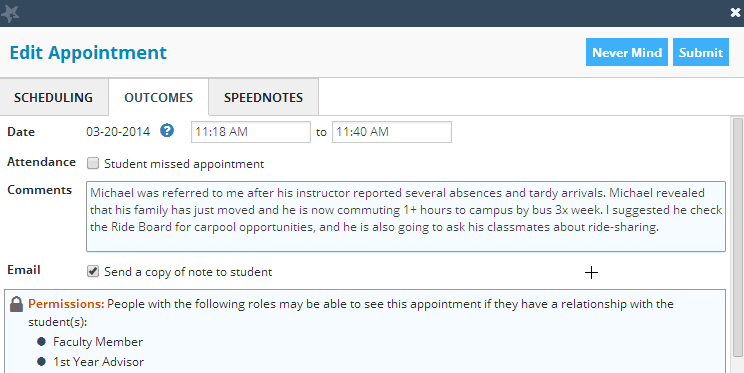 Edit Appointment
Never Mind
Submit
SCHEDULING
OUTCOMES
SPEEDNOTES
Date 03-20-2014 ? 11:18 AM to 11:40 AM
Attendance Student missed appointment
Comments
Michael was referred to me after his instructor reported several absences and tardy arrivals. Michael revealed
that his family has just moved and he is now commuting 1+ hours to campus by bus 3x week. I suggested he check
the Ride Board for carpool opportunities, and he is also going to ask his classmates about ride-sharing.
Email Send a copy of note to student
Permissions: People with the following roles may be able to see this appointment if they have a relationship with the
student(s):
Faculty Member
1st Year Advisor